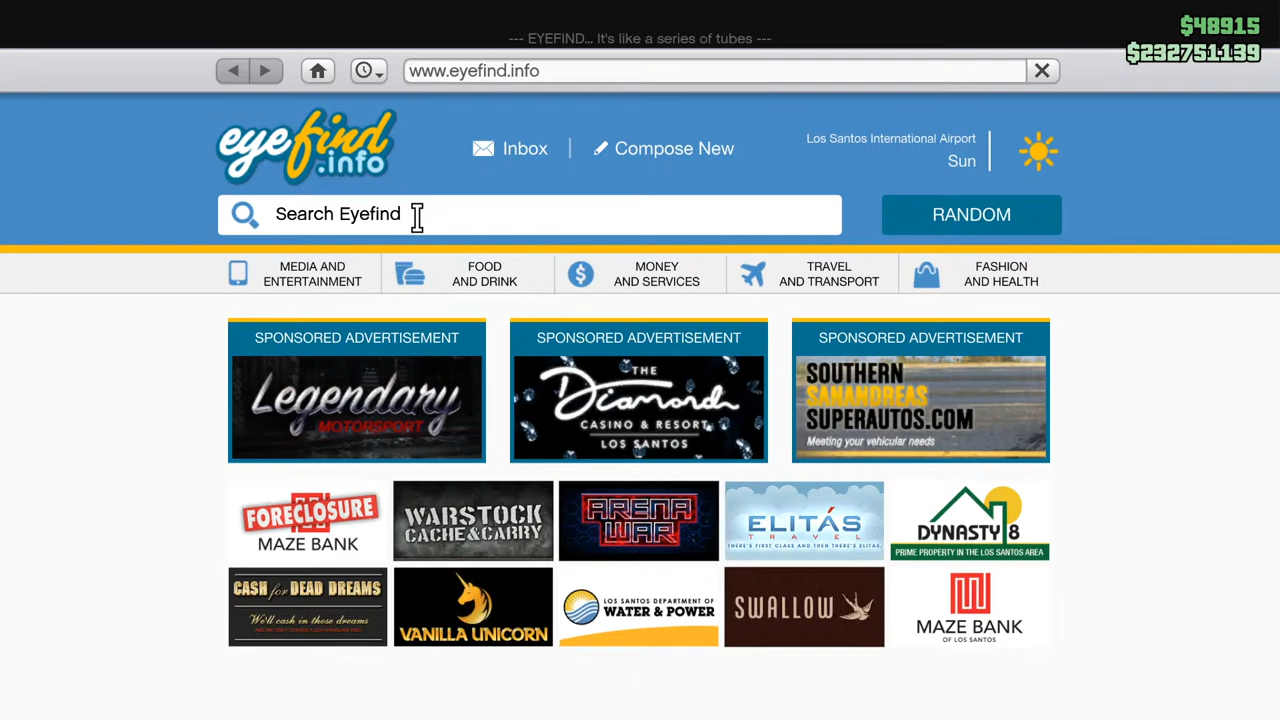 $48915
--- EYEFIND... It's like a series of tubes ---
$232751139
www.eyefind.info
eyefind
.info
Inbox
Compose New
Los Santos International Airport
Sun
Search Eyefind
RANDOM
MEDIA AND
ENTERTAINMENT
FOOD
AND DRINK
MONEY
AND SERVICES
TRAVEL
AND TRANSPORT
FASHION
AND HEALTH
SPONSORED ADVERTISEMENT
Legendary
MOTORSPORT
SPONSORED ADVERTISEMENT
THE
Diamond
CASINO & RESORT
LOS SANTOS
SPONSORED ADVERTISEMENT
SOUTHERN
SAN ANDREAS
SUPERAUTOS.COM
Meeting your vehicular needs
FORECLOSURE
MAZE BANK
WARSTOCK
CACHE & CARRY
ARENA
WAR
ELITÁS
TRAVEL
THERE'S FIRST CLASS AND THEN THERE'S ELITAS.
DYNASTY 8
PRIME PROPERTY IN THE LOS SANTOS AREA
CASH for DEAD DREAMS
We'll cash in those dreams
VANILLA UNICORN
LOS SANTOS DEPARTMENT OF
WATER & POWER
SWALLOW
MAZE BANK
OF LOS SANTOS